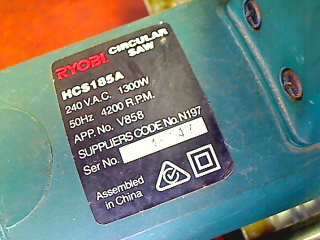 RYOBI CIRCULAR SAW
HCS185A
240 V.A.C. 1300W
50Hz 4200 R.P.M.
APP.No. V858
SUPPLIERS CODE No.N197
Ser No.
Assembled
in China